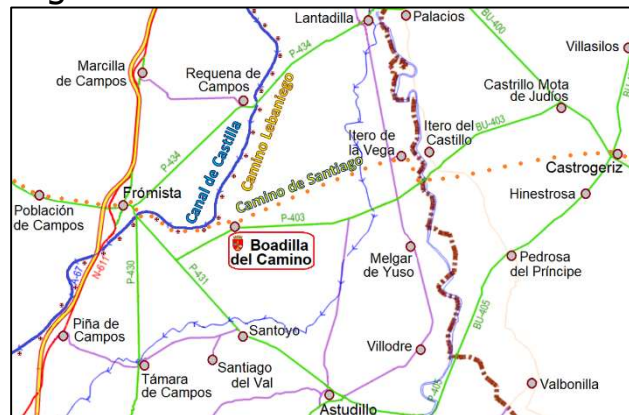 Lantadilla
Palacios
BU-400
Villasilos
Marcilla
de Campos
P-434
Requena de
Campos
Castrillo Mota
de Judíos
Canal de Castilla
Camino Lebaniego
Itero de
la Vega
Itero del
Castillo
BU-403
Castrogeriz
P-434
Camino de Santiago
Frómista
Población
de Campos
Hinestrosa
P-403
Boadilla
del Camino
A-67
N-611
P-430
P-431
Melgar
de Yuso
Pedrosa
del Príncipe
BU-405
Piña de
Campos
Santoyo
Villodre
Támara
de Campos
Santiago
del Val
P-405
Valbonilla
Astudillo